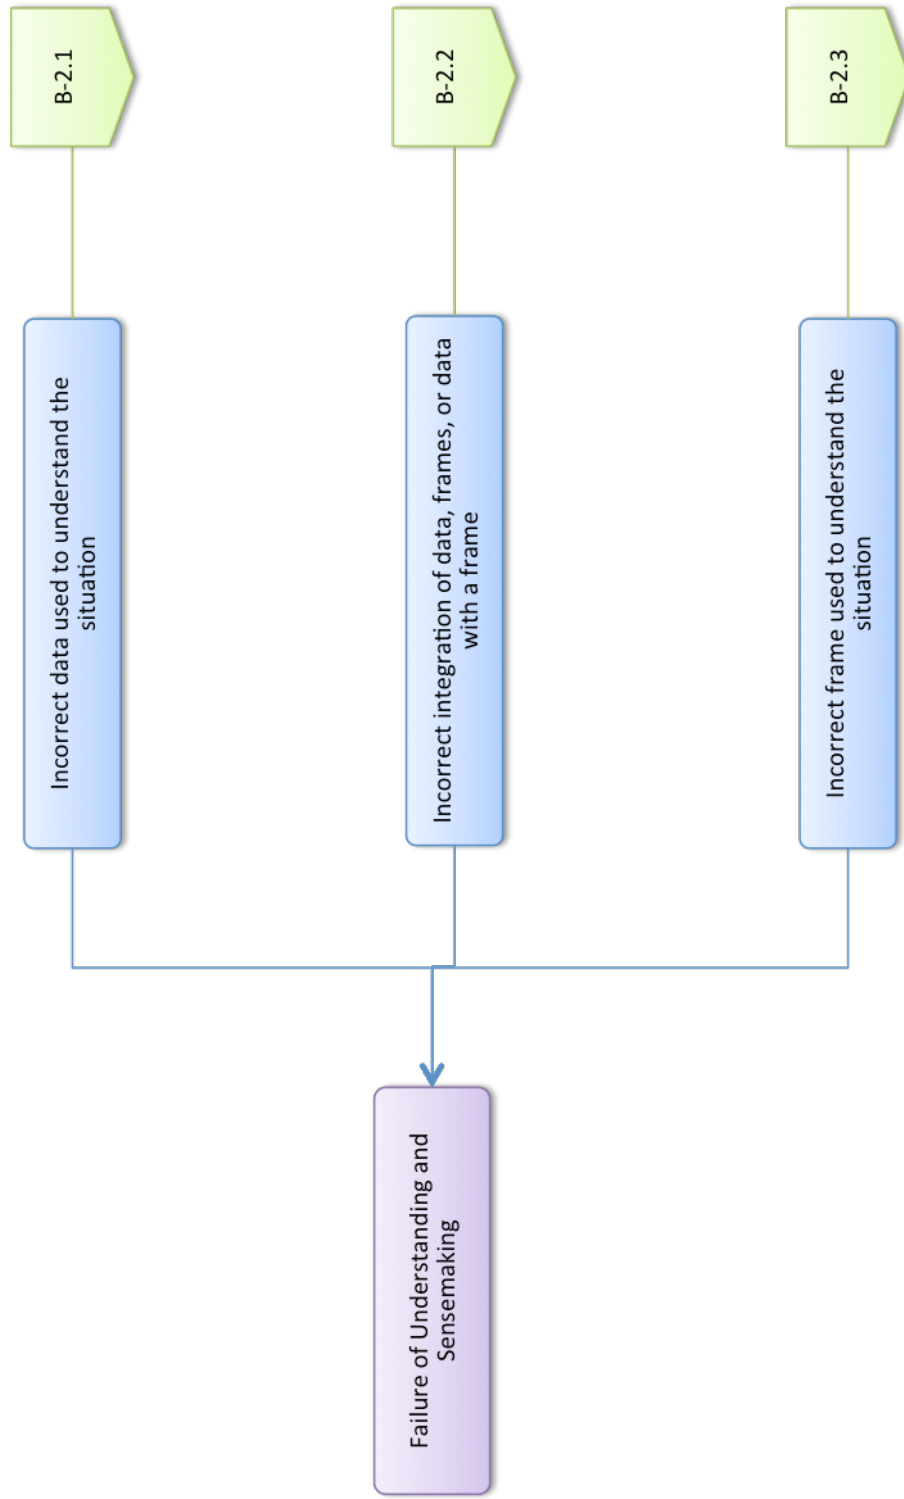 Failure of Understanding and
Sensemaking
Incorrect data used to understand the
situation
B-2.1
Incorrect integration of data, frames, or data
with a frame
B-2.2
Incorrect frame used to understand the
situation
B-2.3